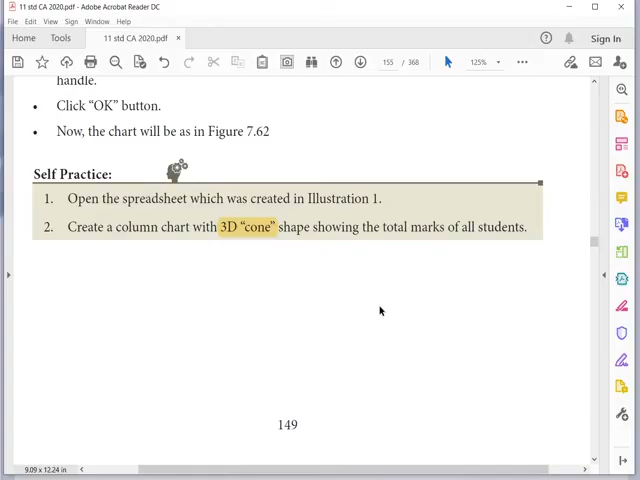 11 std CA 2020.pdf - Adobe Acrobat Reader DC
File Edit View Sign Window Help
Home Tools 11 std CA 2020.pdf × Sign In
155 / 368 125%
handle.
• Click “OK” button.
• Now, the chart will be as in Figure 7.62
Self Practice:
1. Open the spreadsheet which was created in Illustration 1.
2. Create a column chart with 3D “cone” shape showing the total marks of all students.
149
9.09 x 12.24 in